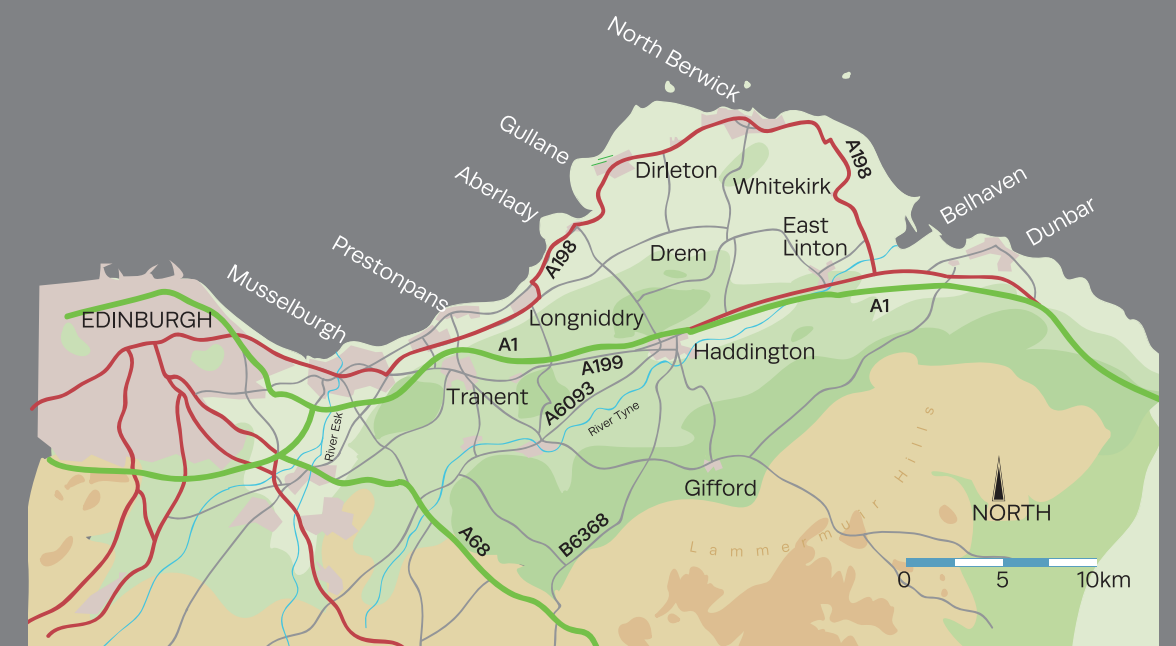 North Berwick
Gullane
Dirleton
A198
Aberlady
Whitekirk
Belhaven
Dunbar
East
Linton
Prestonpans
A198
Drem
Musselburgh
EDINBURGH
Longniddry
A1
A1
A199
Haddington
Tranent
A6093
River Tyne
River Esk
Gifford
Lammermuir Hills
NORTH
A68
B6368
0 5 10km